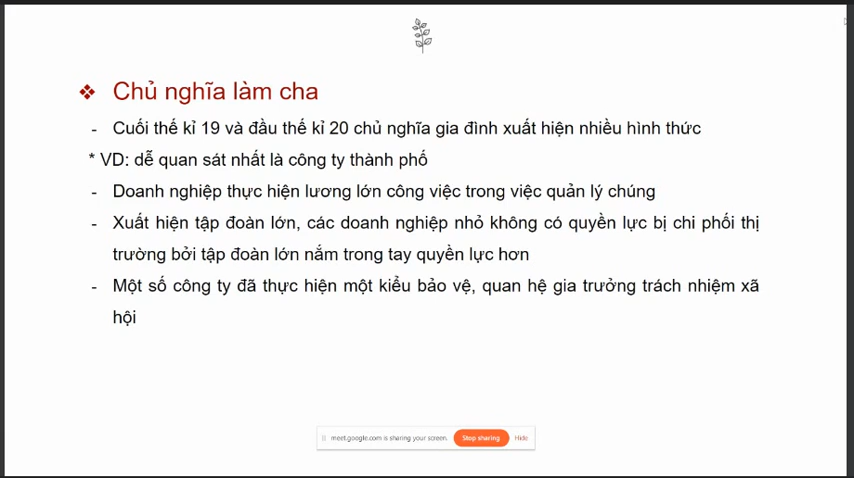 ❖ Chủ nghĩa làm cha
- Cuối thế kỉ 19 và đầu thế kỉ 20 chủ nghĩa gia đình xuất hiện nhiều hình thức
* VD: dễ quan sát nhất là công ty thành phố
- Doanh nghiệp thực hiện lương lớn công việc trong việc quản lý chúng
- Xuất hiện tập đoàn lớn, các doanh nghiệp nhỏ không có quyền lực bị chi phối thị
trường bởi tập đoàn lớn nắm trong tay quyền lực hơn
- Một số công ty đã thực hiện một kiểu bảo vệ, quan hệ gia trưởng trách nhiệm xã
hội
meet.google.com is sharing your screen. Stop sharing Hide